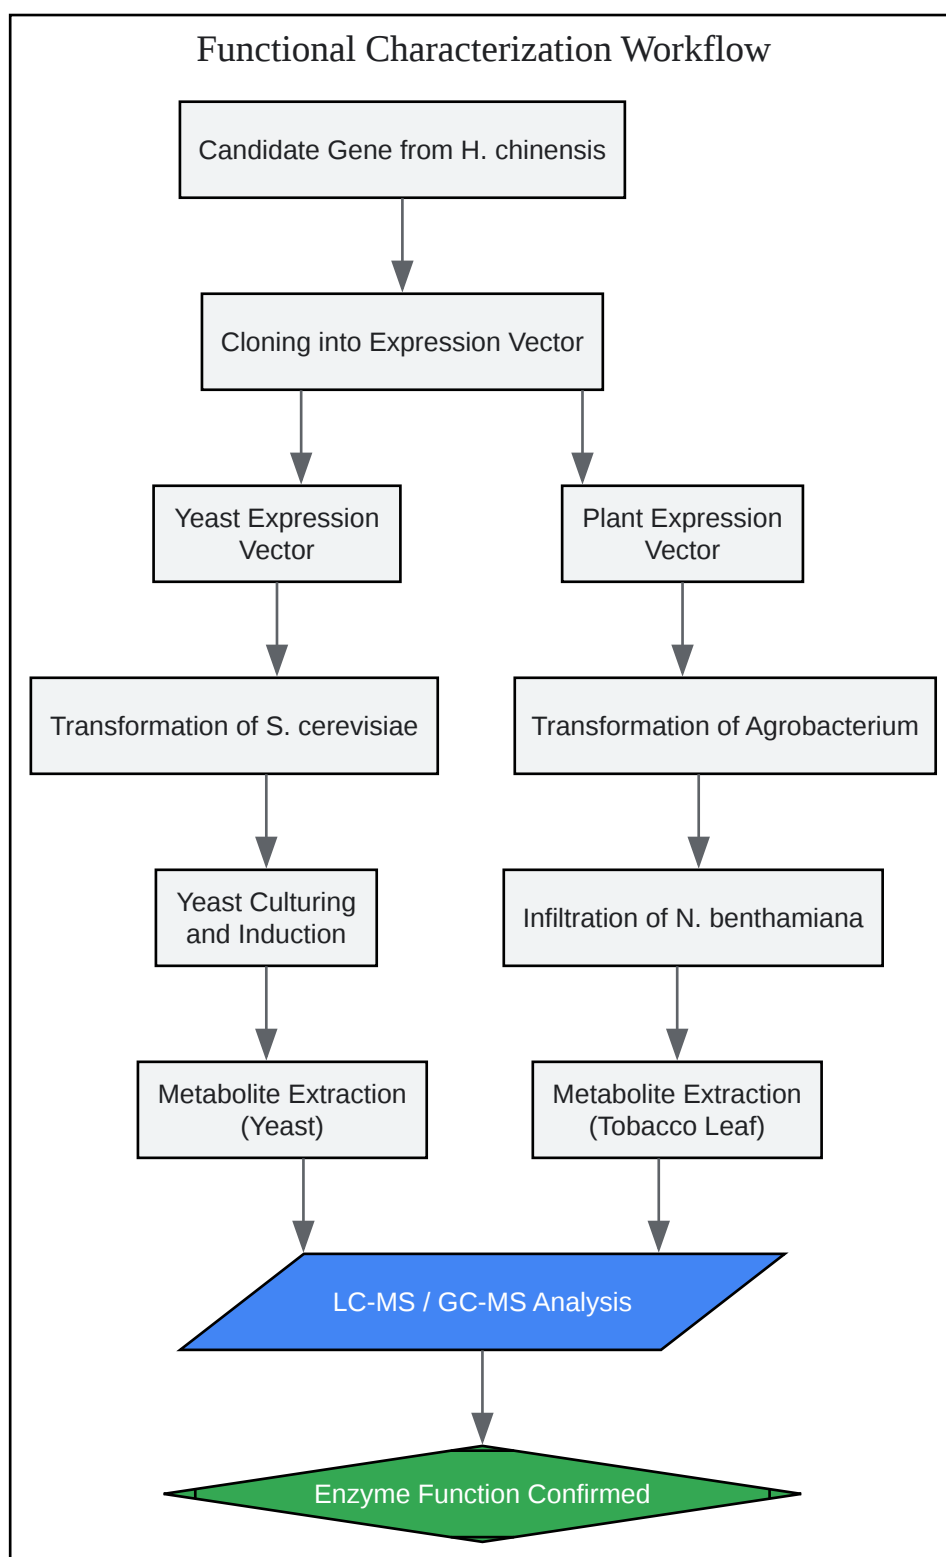 Functional Characterization Workflow
Candidate Gene from H. chinensis
Cloning into Expression Vector
Yeast Expression
Vector
Plant Expression
Vector
Transformation of S. cerevisiae
Transformation of Agrobacterium
Yeast Culturing
and Induction
Infiltration of N. benthamiana
Metabolite Extraction
(Yeast)
Metabolite Extraction
(Tobacco Leaf)
LC-MS / GC-MS Analysis
Enzyme Function Confirmed